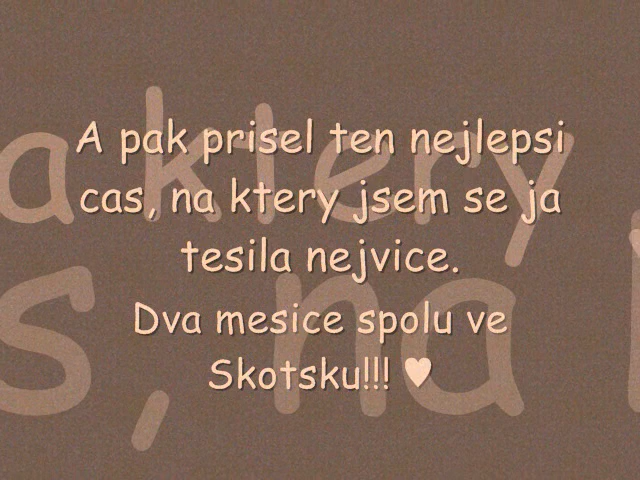 A pak prisel ten nejlepsi
cas, na ktery jsem se ja
tesila nejvice.
Dva mesice spolu ve
Skotsku!!! ♥